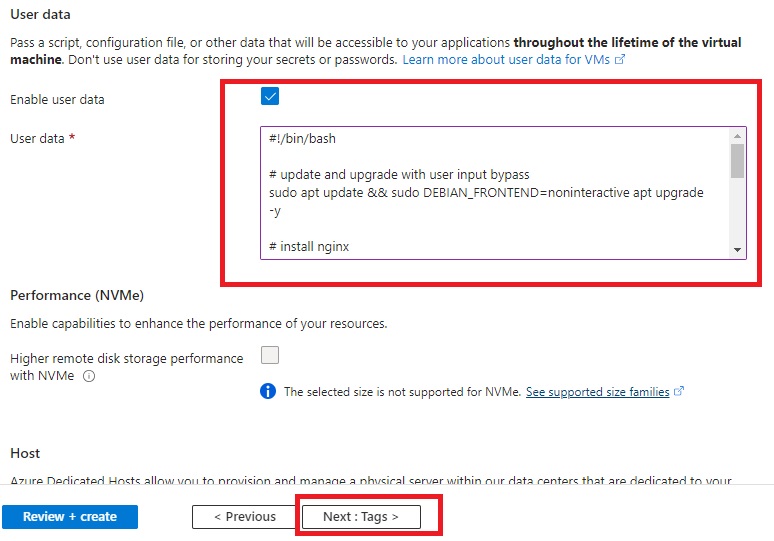 User data
Pass a script, configuration file, or other data that will be accessible to your applications throughout the lifetime of the virtual
machine. Don't use user data for storing your secrets or passwords. Learn more about user data for VMs
Enable user data
User data *
#!/bin/bash
# update and upgrade with user input bypass
sudo apt update && sudo DEBIAN_FRONTEND=noninteractive apt upgrade
-y
# install nginx
Performance (NVMe)
Enable capabilities to enhance the performance of your resources.
Higher remote disk storage performance
with NVMe
The selected size is not supported for NVMe. See supported size families
Host
Azure Dedicated Hosts allow you to provision and manage a physical server within our data centers that are dedicated to your
Review + create
< Previous
Next : Tags >